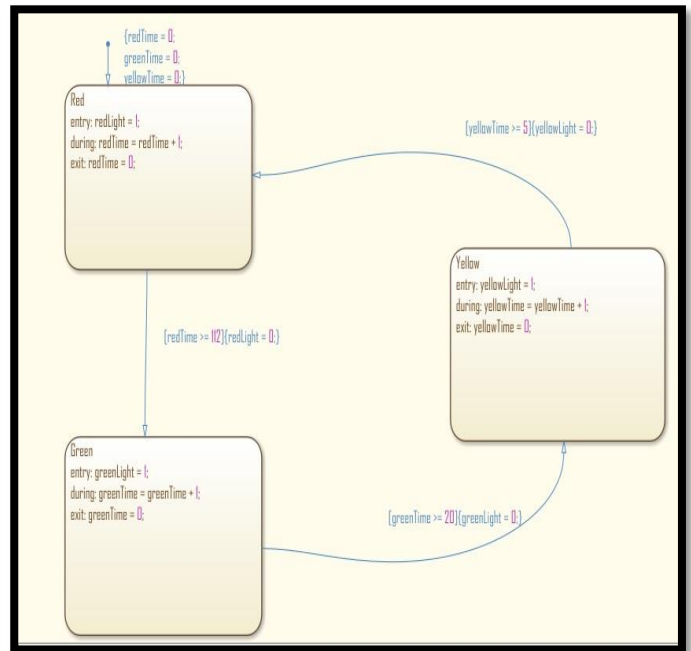 {redTime = 0;
greenTime = 0;
yellowTime = 0;}
Red
entry: redLight = 1;
during: redTime = redTime + 1;
exit: redTime = 0;
[yellowTime >= 5]{yellowLight = 0;}
Yellow
entry: yellowLight = 1;
during: yellowTime = yellowTime + 1;
exit: yellowTime = 0;
[redTime >= 112]{redLight = 0;}
Green
entry: greenLight = 1;
during: greenTime = greenTime + 1;
exit: greenTime = 0;
[greenTime >= 20]{greenLight = 0;}